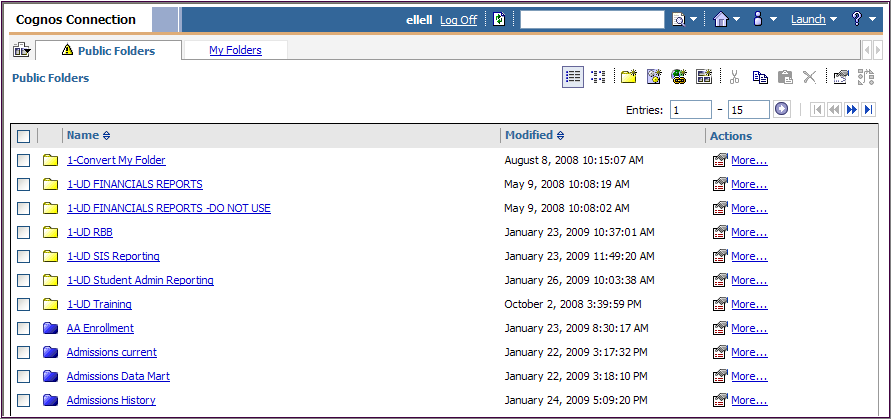 Cognos Connection ellell Log Off Launch ?
Public Folders My Folders
Public Folders
Entries: 1 - 15
Name Modified Actions
1-Convert My Folder August 8, 2008 10:15:07 AM More...
1-UD FINANCIALS REPORTS May 9, 2008 10:08:19 AM More...
1-UD FINANCIALS REPORTS -DO NOT USE May 9, 2008 10:08:02 AM More...
1-UD RBB January 23, 2009 10:37:01 AM More...
1-UD SIS Reporting January 23, 2009 11:49:20 AM More...
1-UD Student Admin Reporting January 26, 2009 10:03:38 AM More...
1-UD Training October 2, 2008 3:39:59 PM More...
AA Enrollment January 23, 2009 8:30:17 AM More...
Admissions current January 22, 2009 3:17:32 PM More...
Admissions Data Mart January 22, 2009 3:18:10 PM More...
Admissions History January 24, 2009 5:09:20 PM More...